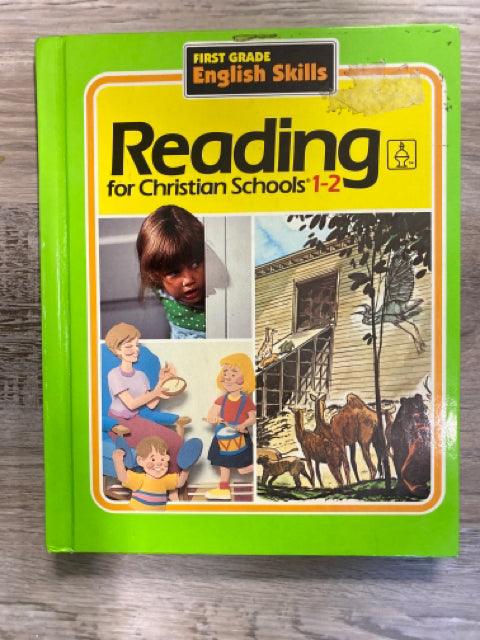 FIRST GRADE
English Skills
Reading
for Christian Schools® 1-2